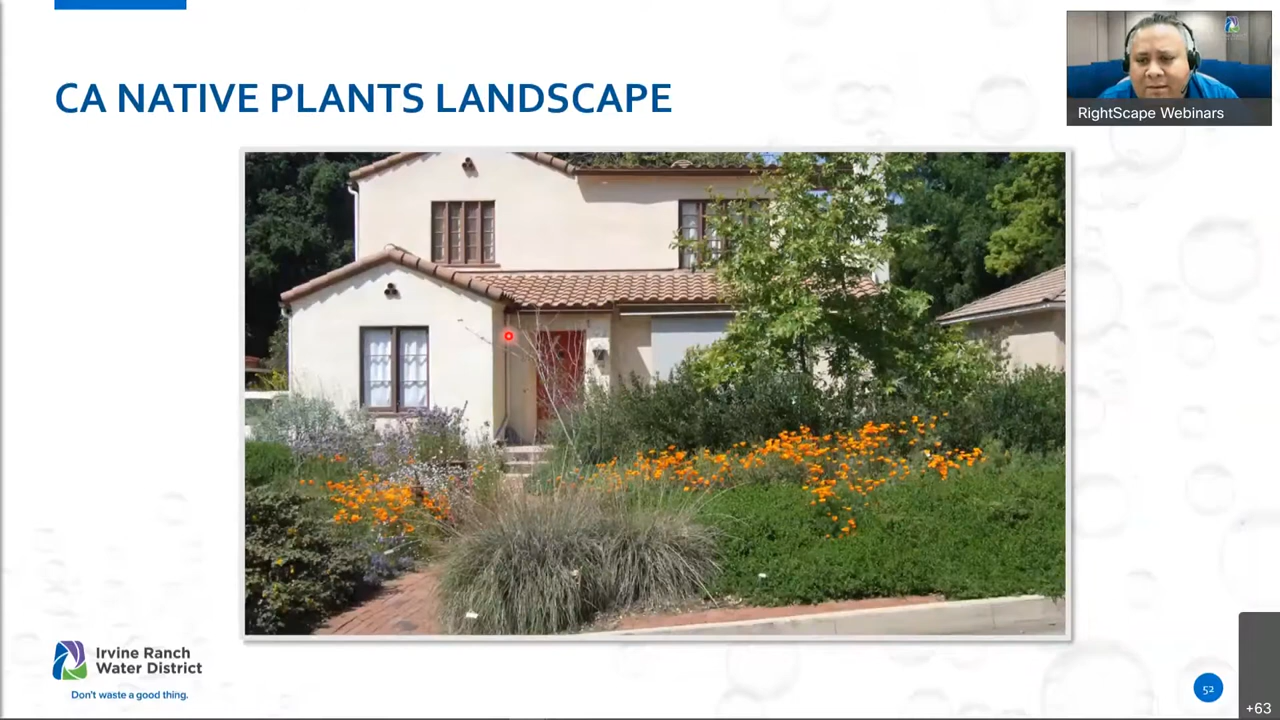 CA NATIVE PLANTS LANDSCAPE
RightScape Webinars
Irvine Ranch
Water District
Don't waste a good thing.
52
+63